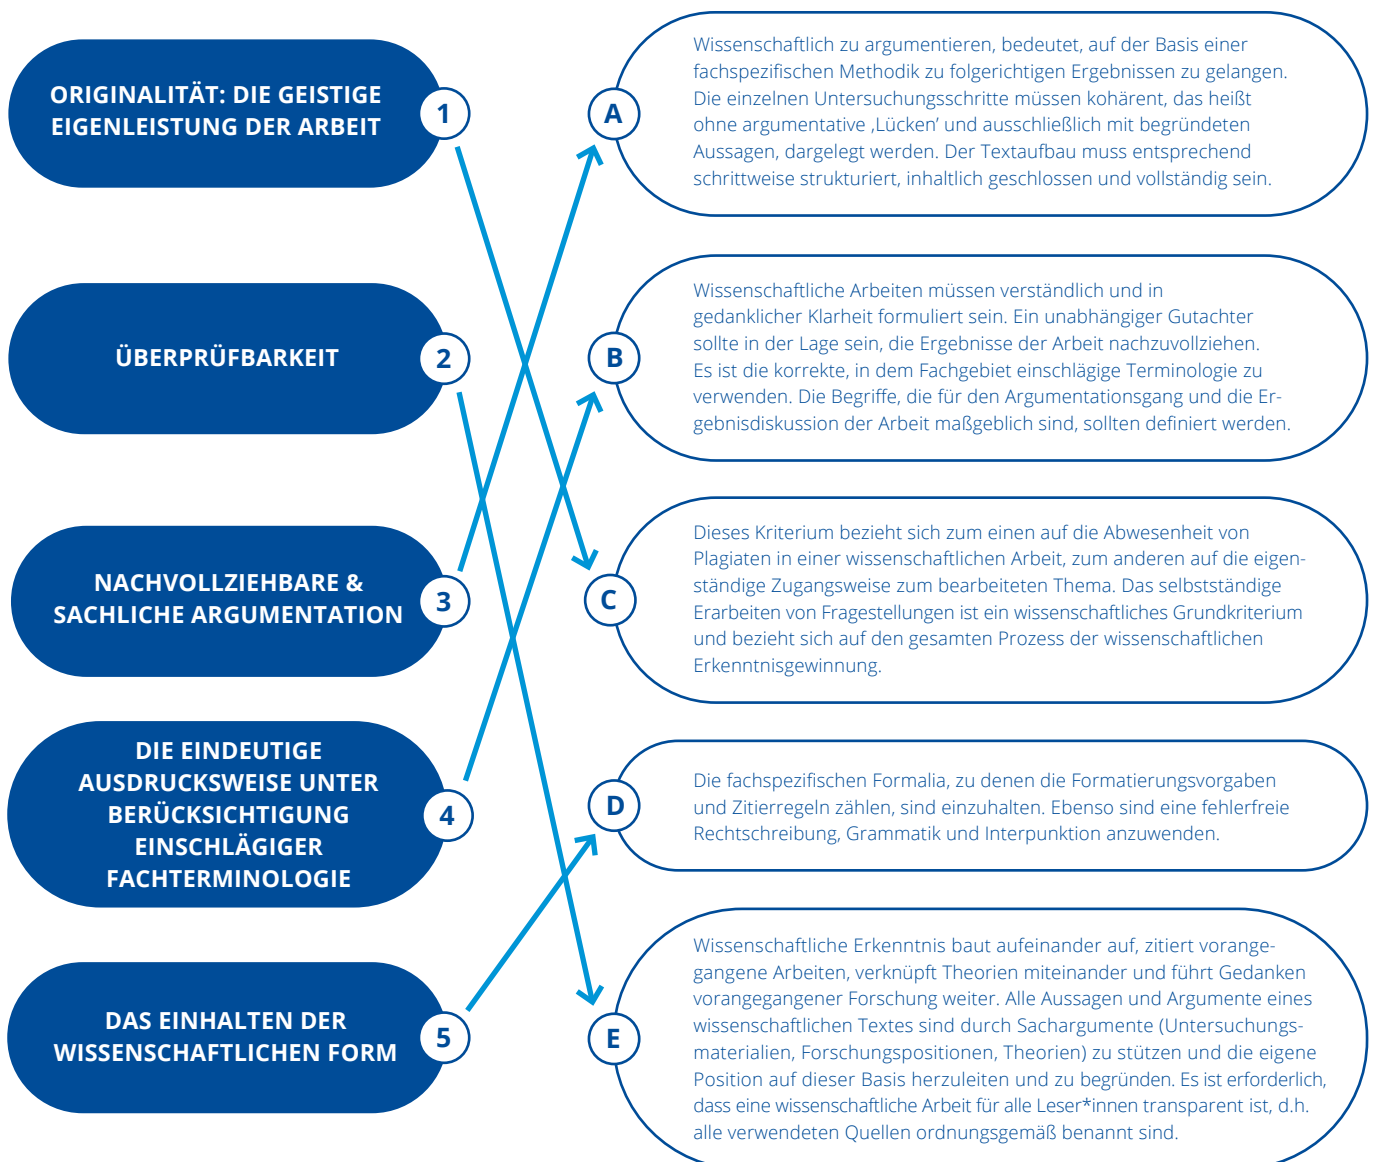 ORIGINALITÄT: DIE GEISTIGE
EIGENLEISTUNG DER ARBEIT
1
A
Wissenschaftlich zu argumentieren, bedeutet, auf der Basis einer
fachspezifischen Methodik zu folgerichtigen Ergebnissen zu gelangen.
Die einzelnen Untersuchungsschritte müssen kohärent, das heißt
ohne argumentative ‚Lücken’ und ausschließlich mit begründeten
Aussagen, dargelegt werden. Der Textaufbau muss entsprechend
schrittweise strukturiert, inhaltlich geschlossen und vollständig sein.
ÜBERPRÜFBARKEIT
2
B
Wissenschaftliche Arbeiten müssen verständlich und in
gedanklicher Klarheit formuliert sein. Ein unabhängiger Gutachter
sollte in der Lage sein, die Ergebnisse der Arbeit nachzuvollziehen.
Es ist die korrekte, in dem Fachgebiet einschlägige Terminologie zu
verwenden. Die Begriffe, die für den Argumentationsgang und die Er-
gebnisdiskussion der Arbeit maßgeblich sind, sollten definiert werden.
NACHVOLLZIEHBARE &
SACHLICHE ARGUMENTATION
3
C
Dieses Kriterium bezieht sich zum einen auf die Abwesenheit von
Plagiaten in einer wissenschaftlichen Arbeit, zum anderen auf die eigen-
ständige Zugangsweise zum bearbeiteten Thema. Das selbstständige
Erarbeiten von Fragestellungen ist ein wissenschaftliches Grundkriterium
und bezieht sich auf den gesamten Prozess der wissenschaftlichen
Erkenntnisgewinnung.
DIE EINDEUTIGE
AUSDRUCKSWEISE UNTER
BERÜCKSICHTIGUNG
EINSCHLÄGIGER
FACHTERMINOLOGIE
4
D
Die fachspezifischen Formalia, zu denen die Formatierungsvorgaben
und Zitierregeln zählen, sind einzuhalten. Ebenso sind eine fehlerfreie
Rechtschreibung, Grammatik und Interpunktion anzuwenden.
DAS EINHALTEN DER
WISSENSCHAFTLICHEN FORM
5
E
Wissenschaftliche Erkenntnis baut aufeinander auf, zitiert vorange-
gangene Arbeiten, verknüpft Theorien miteinander und führt Gedanken
vorangegangener Forschung weiter. Alle Aussagen und Argumente eines
wissenschaftlichen Textes sind durch Sachargumente (Untersuchungs-
materialien, Forschungspositionen, Theorien) zu stützen und die eigene
Position auf dieser Basis herzuleiten und zu begründen. Es ist erforderlich,
dass eine wissenschaftliche Arbeit für alle Leser*innen transparent ist, d.h.
alle verwendeten Quellen ordnungsgemäß benannt sind.